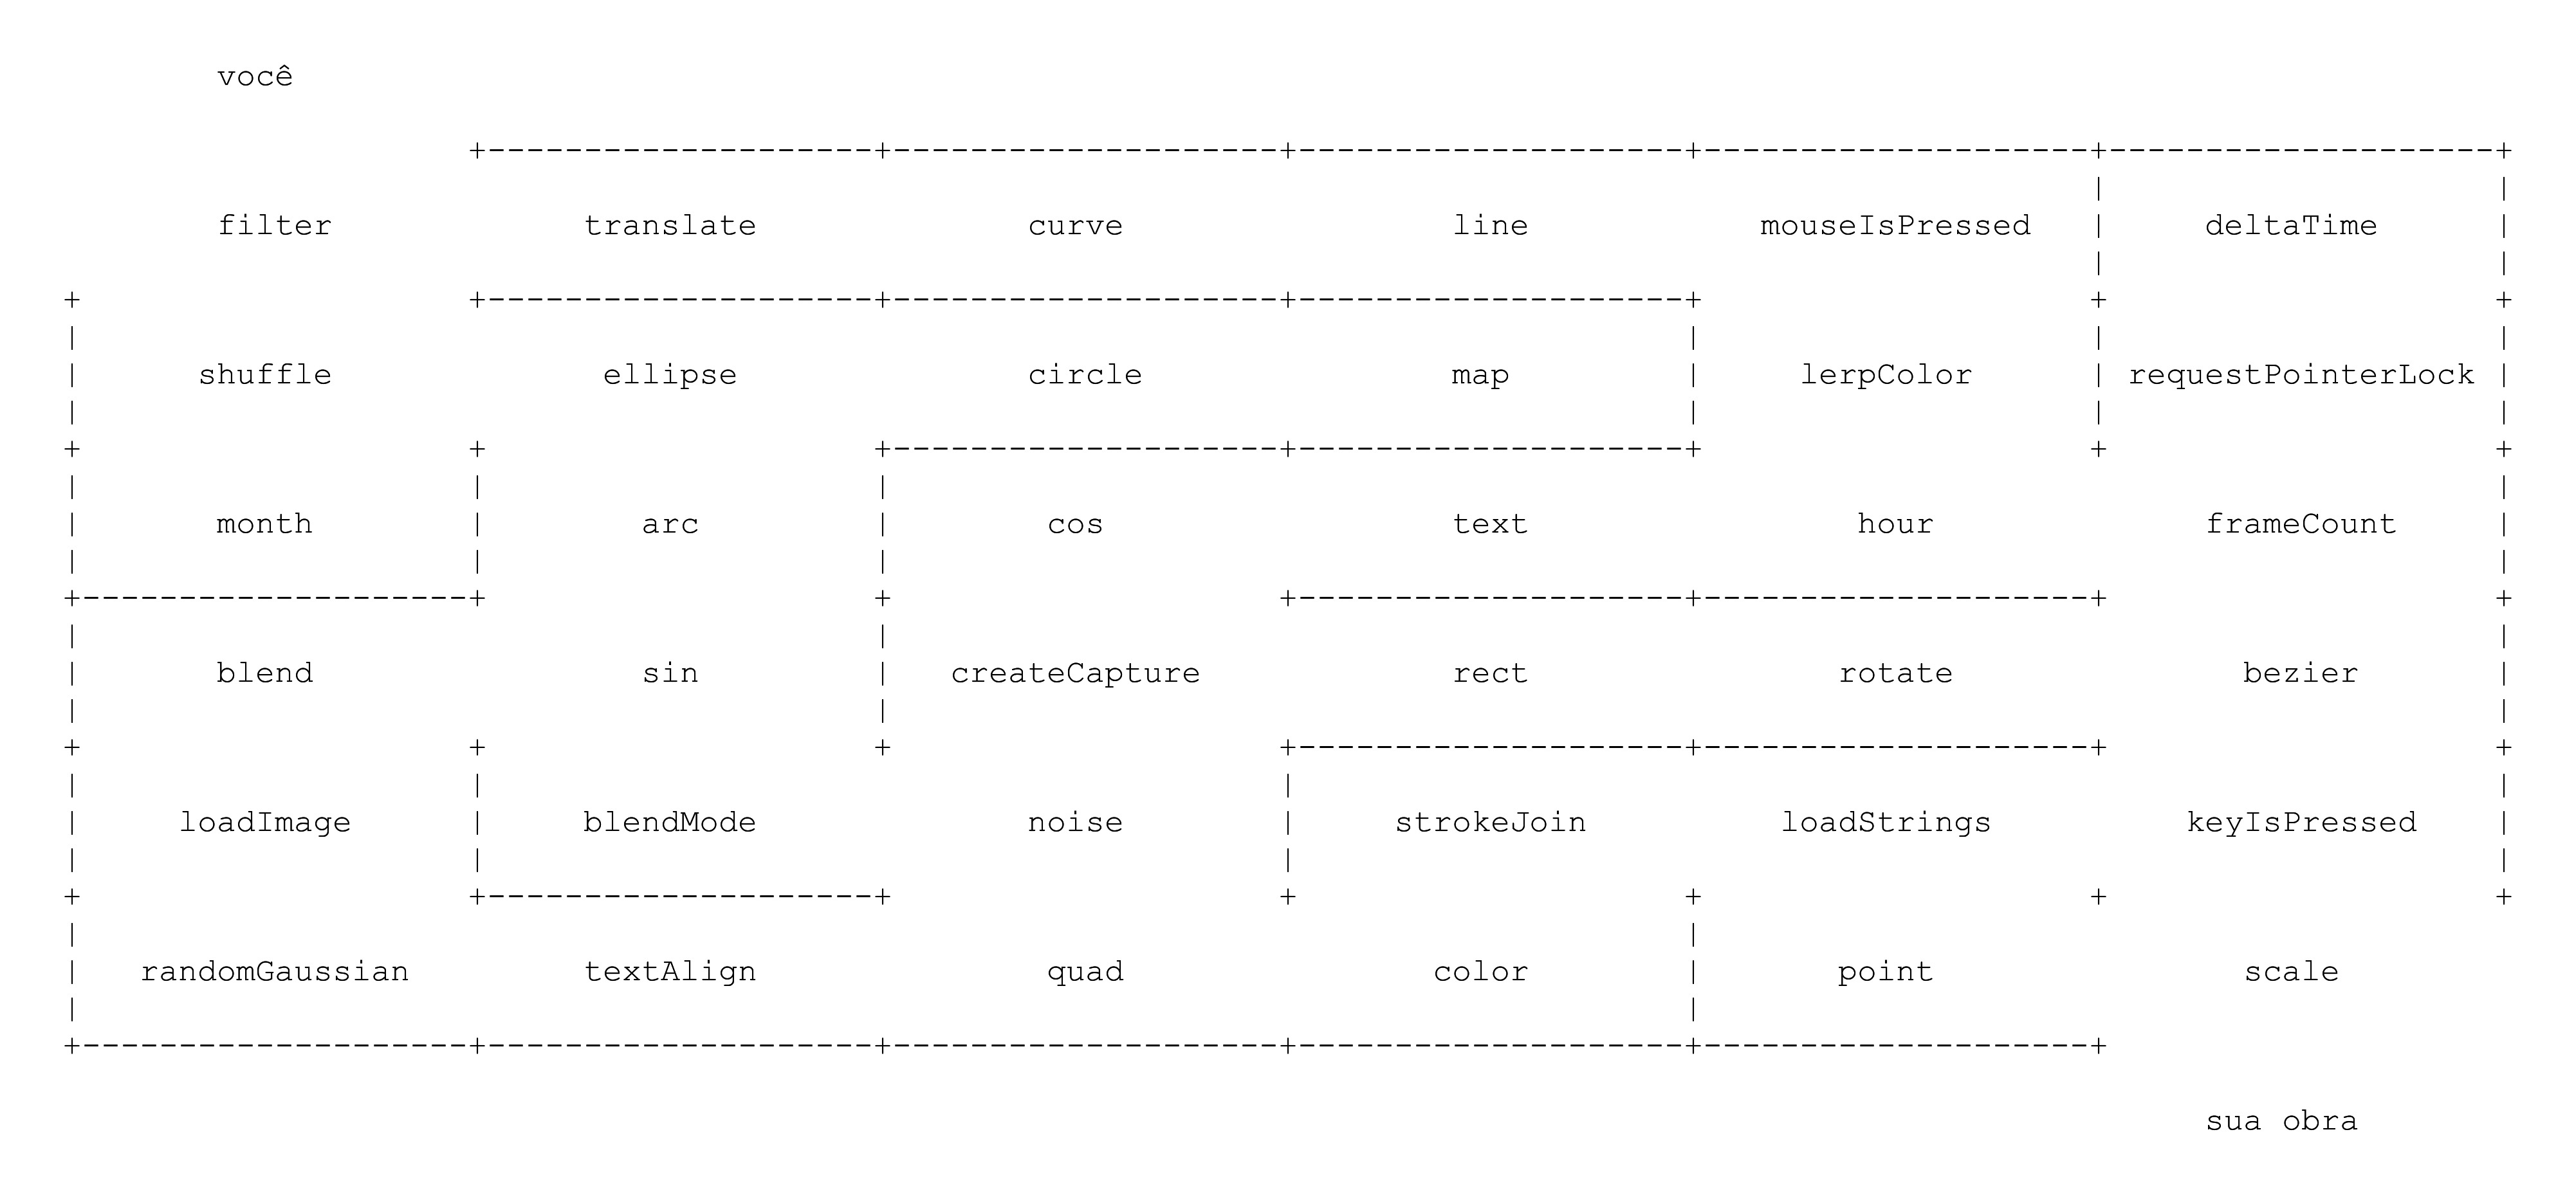 você
filter translate curve line mouseIsPressed deltaTime
shuffle ellipse circle map lerpColor requestPointerLock
month arc cos text hour frameCount
blend sin createCapture rect rotate bezier
loadImage blendMode noise strokeJoin loadStrings keyIsPressed
randomGaussian textAlign quad color point scale
sua obra